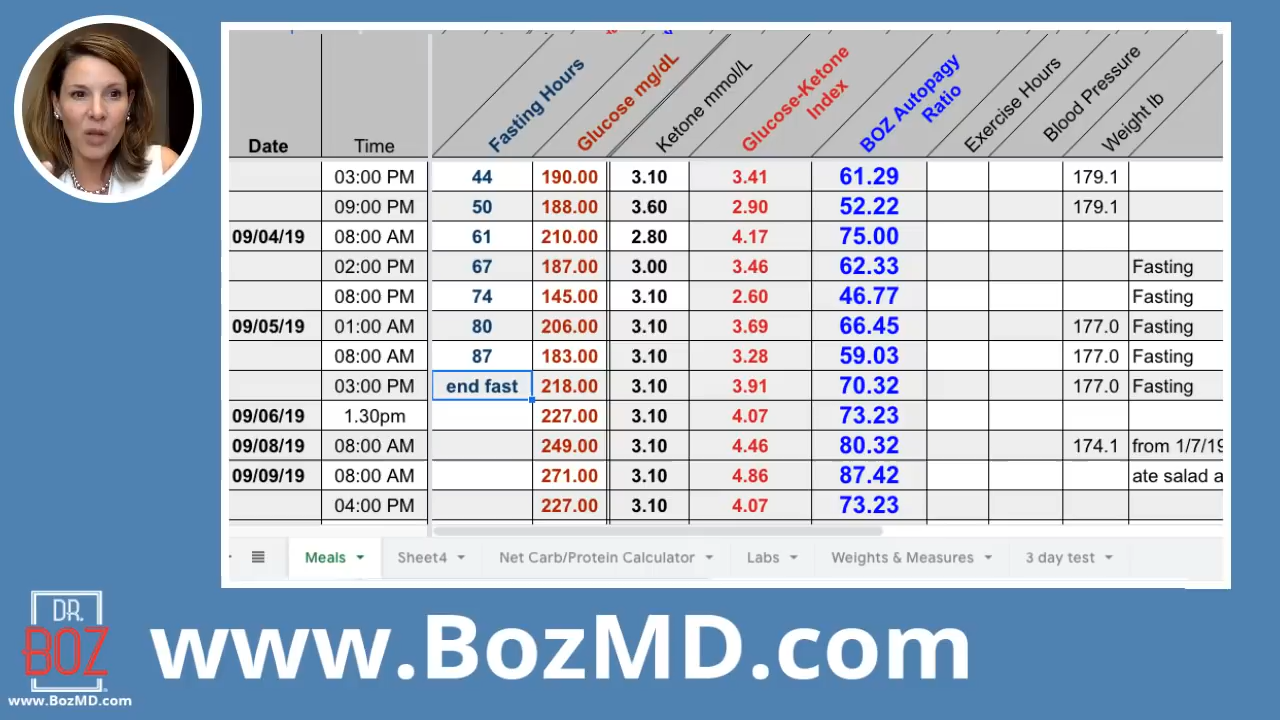 Date Time Fasting Hours Glucose mg/dL Ketone mmol/L Glucose-Ketone Index BOZ Autopagy Ratio Exercise Hours Blood Pressure Weight lb
03:00 PM 44 190.00 3.10 3.41 61.29 179.1
09:00 PM 50 188.00 3.60 2.90 52.22 179.1
09/04/19 08:00 AM 61 210.00 2.80 4.17 75.00
02:00 PM 67 187.00 3.00 3.46 62.33 Fasting
08:00 PM 74 145.00 3.10 2.60 46.77 Fasting
09/05/19 01:00 AM 80 206.00 3.10 3.69 66.45 177.0 Fasting
08:00 AM 87 183.00 3.10 3.28 59.03 177.0 Fasting
03:00 PM end fast 218.00 3.10 3.91 70.32 177.0 Fasting
09/06/19 1.30pm 227.00 3.10 4.07 73.23
09/08/19 08:00 AM 249.00 3.10 4.46 80.32 174.1 from 1/7/19
09/09/19 08:00 AM 271.00 3.10 4.86 87.42 ate salad a
04:00 PM 227.00 3.10 4.07 73.23
Meals Sheet4 Net Carb/Protein Calculator Labs Weights & Measures 3 day test
DR.
BOZ
www.BozMD.com
www.BozMD.com